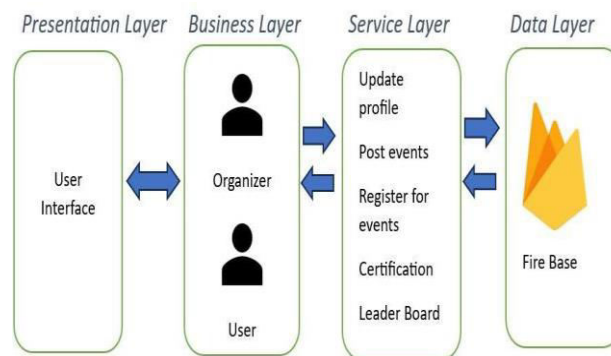 Presentation Layer
Business Layer
Service Layer
Data Layer
User
Interface
Organizer
User
Update
profile
Post events
Register for
events
Certification
Leader Board
Fire Base